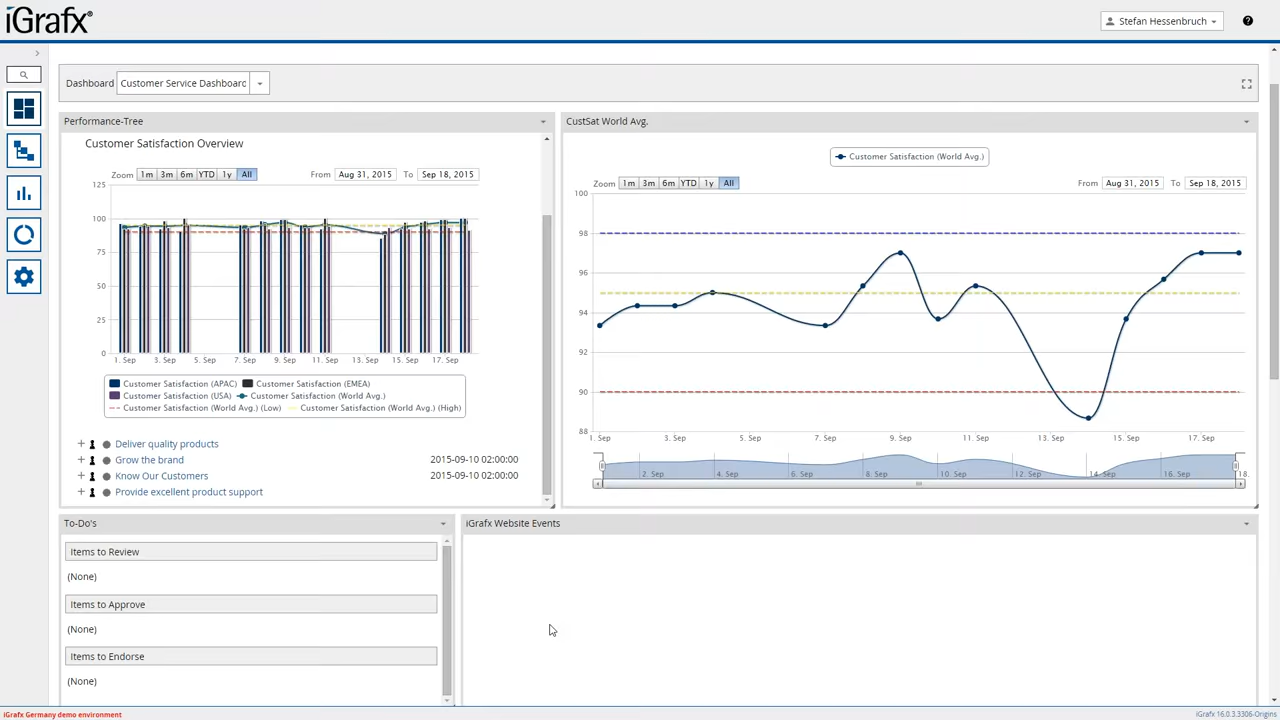 iGrafx®
Stefan Hessenbruch
Dashboard Customer Service Dashboard
Performance-Tree
CustSat World Avg.
Customer Satisfaction Overview
Zoom 1m 3m 6m YTD 1y All From Aug 31, 2015 To Sep 18, 2015
125
100
75
50
25
0
1. Sep 3. Sep 5. Sep 7. Sep 9. Sep 11. Sep 13. Sep 15. Sep 17. Sep
Customer Satisfaction (APAC) Customer Satisfaction (EMEA)
Customer Satisfaction (USA) Customer Satisfaction (World Avg.)
Customer Satisfaction (World Avg.) (Low) Customer Satisfaction (World Avg.) (High)
Deliver quality products
Grow the brand 2015-09-10 02:00:00
Know Our Customers 2015-09-10 02:00:00
Provide excellent product support
Customer Satisfaction (World Avg.)
Zoom 1m 3m 6m YTD 1y All From Aug 31, 2015 To Sep 18, 2015
100
98
96
94
92
90
88
1. Sep 3. Sep 5. Sep 7. Sep 9. Sep 11. Sep 13. Sep 15. Sep 17. Sep
2. Sep 4. Sep 6. Sep 8. Sep 10. Sep 12. Sep 14. Sep 16. Sep 18.
To-Do's
Items to Review
(None)
Items to Approve
(None)
Items to Endorse
(None)
iGrafx Website Events
iGrafx Germany demo environment
iGrafx 16.0.3.3306-Origins